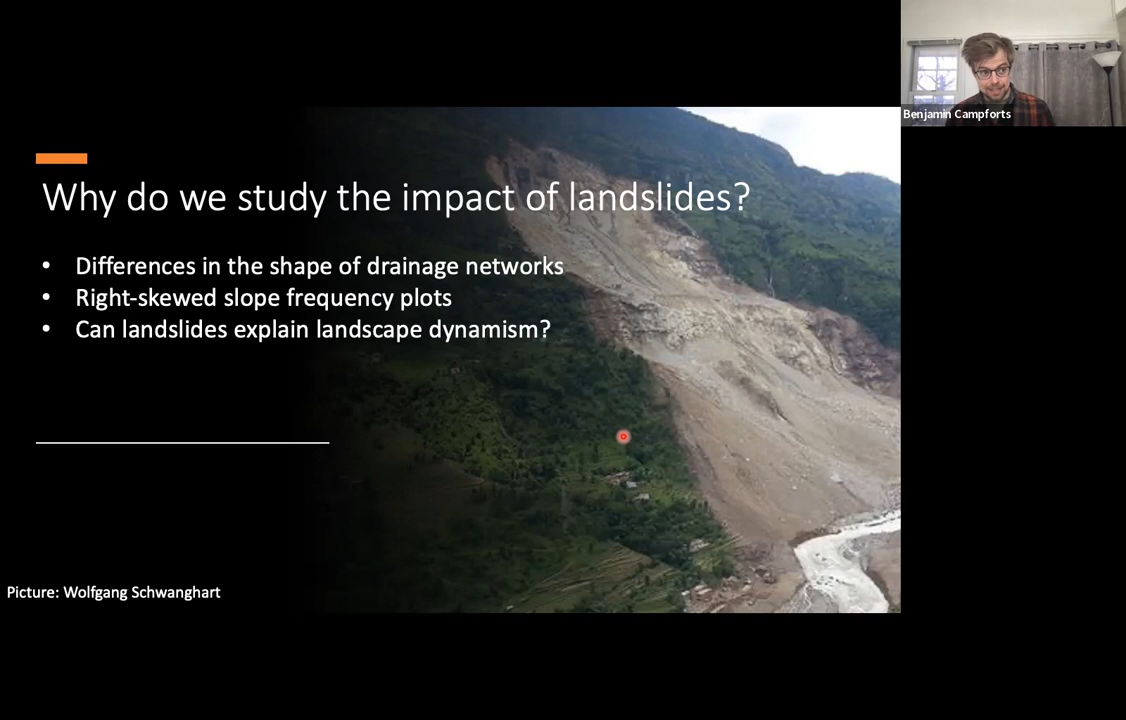 Benjamin Campforts
Why do we study the impact of landslides?
• Differences in the shape of drainage networks
• Right-skewed slope frequency plots
• Can landslides explain landscape dynamism?
Picture: Wolfgang Schwanghart